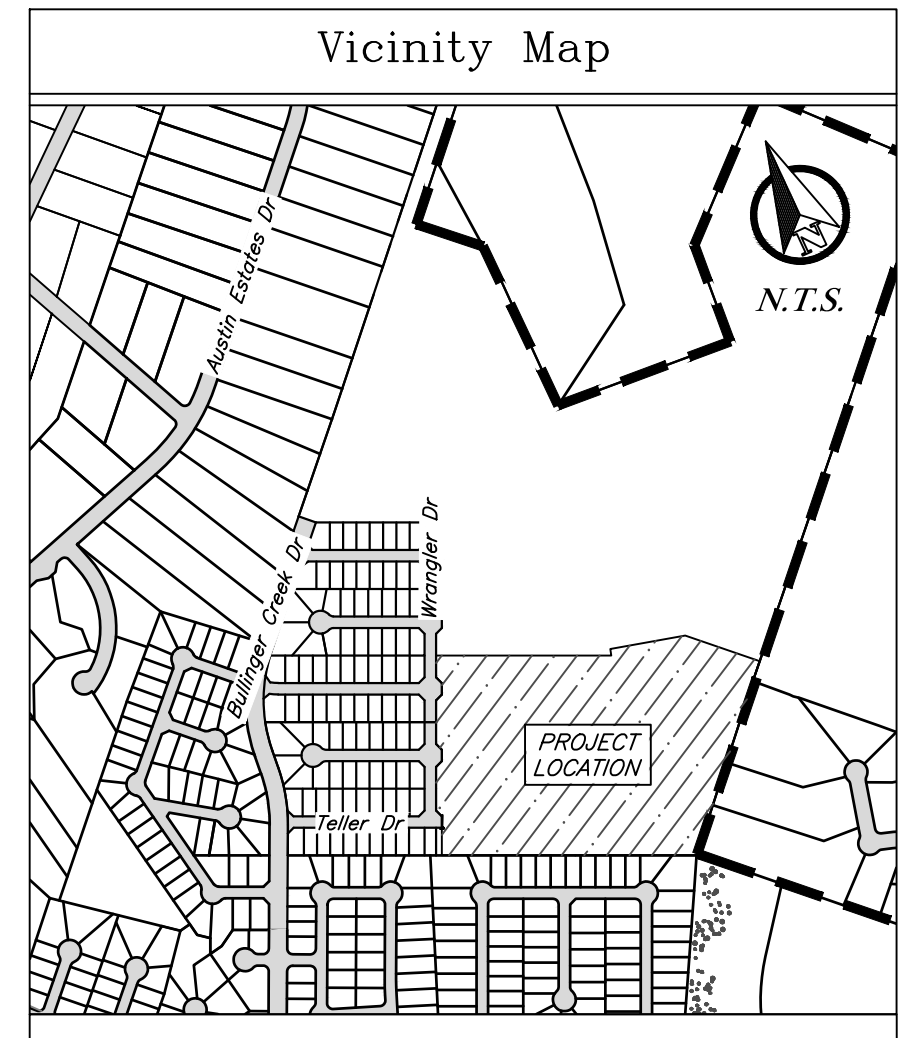 Vicinity Map
Austin Estates Dr
N
N.T.S.
Wrangler Dr
Bullinger Creek Dr
PROJECT
LOCATION
Teller Dr